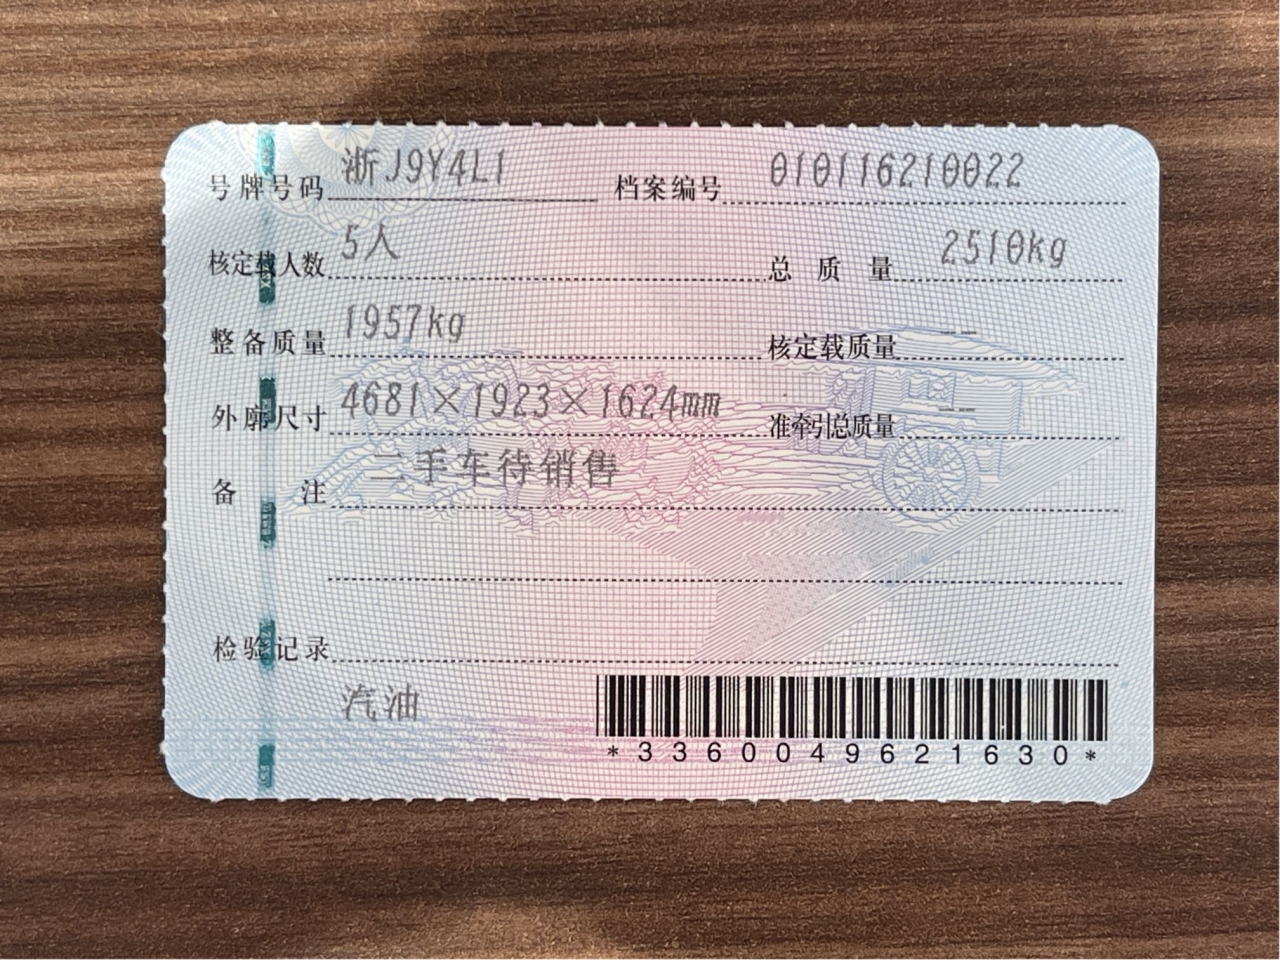 号牌号码 浙J9Y4L1 档案编号 010116210022
核定载人数 5人 总质量 2510kg
整备质量 1957kg 核定载质量 --
外廓尺寸 4681×1923×1624mm 准牵引总质量 --
备注 二手车待销售
检验记录
汽油
*3360049621630*